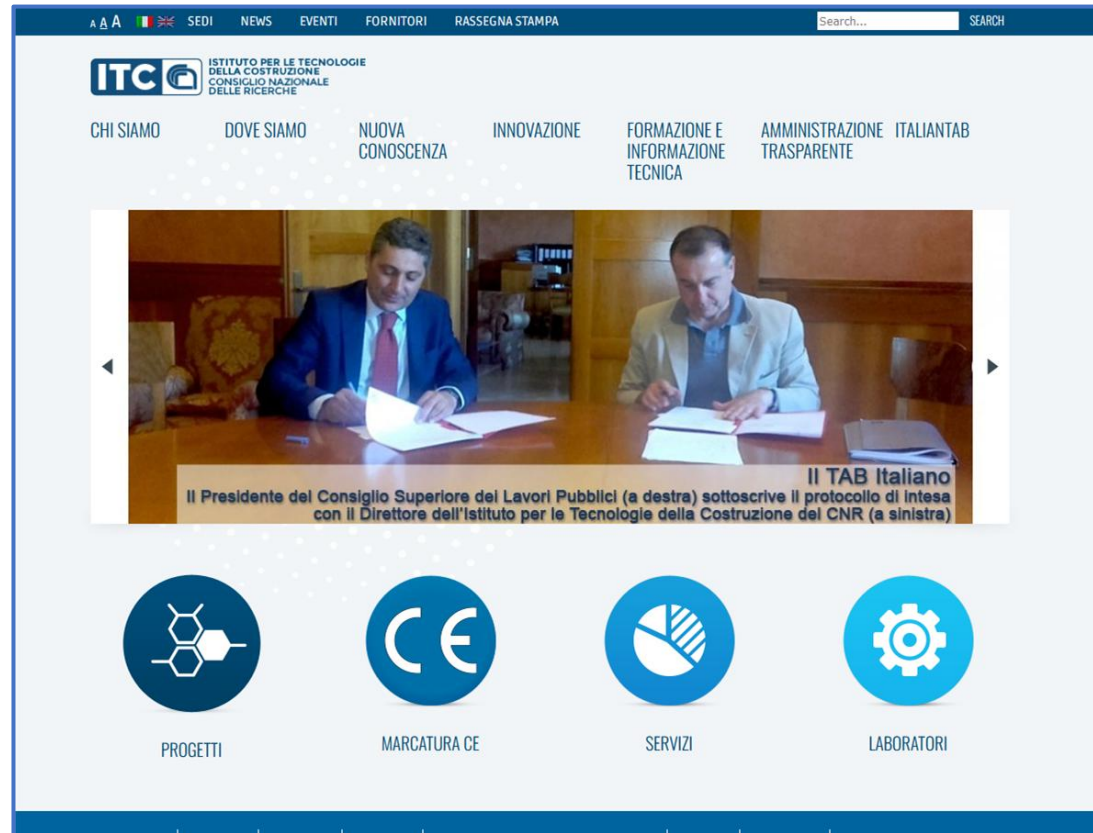 A A A SEDI NEWS EVENTI FORNITORI RASSEGNA STAMPA Search... SEARCH
ITC ISTITUTO PER LE TECNOLOGIE
DELLA COSTRUZIONE
CONSIGLIO NAZIONALE
DELLE RICERCHE
CHI SIAMO
DOVE SIAMO
NUOVA
CONOSCENZA
INNOVAZIONE
FORMAZIONE E
INFORMAZIONE
TECNICA
AMMINISTRAZIONE
TRASPARENTE
ITALIANTAB
Il TAB Italiano
Il Presidente del Consiglio Superiore dei Lavori Pubblici (a destra) sottoscrive il protocollo di intesa
con il Direttore dell'Istituto per le Tecnologie della Costruzione del CNR (a sinistra)
CE
PROGETTI
MARCATURA CE
SERVIZI
LABORATORI